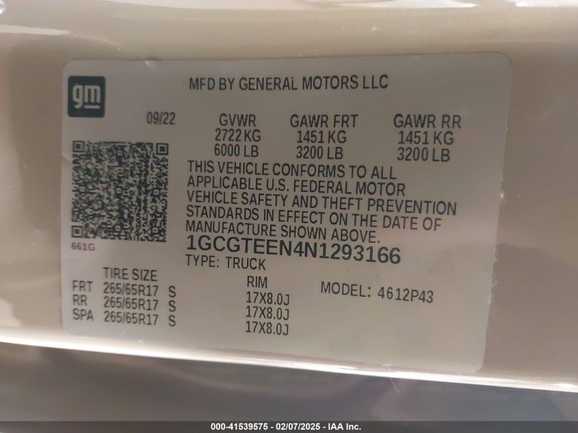 gm
MFD BY GENERAL MOTORS LLC
09/22 GVWR GAWR FRT GAWR RR
2722 KG 1451 KG 1451 KG
6000 LB 3200 LB 3200 LB
THIS VEHICLE CONFORMS TO ALL
APPLICABLE U.S. FEDERAL MOTOR
VEHICLE SAFETY AND THEFT PREVENTION
STANDARDS IN EFFECT ON THE DATE OF
MANUFACTURE SHOWN ABOVE.
661G
1GCGTEEN4N1293166
TYPE: TRUCK
TIRE SIZE RIM MODEL: 4612P43
FRT 265/65R17 S 17X8.0J
RR 265/65R17 S 17X8.0J
SPA 265/65R17 S 17X8.0J
000-41539575 - 02/07/2025 - IAA Inc.